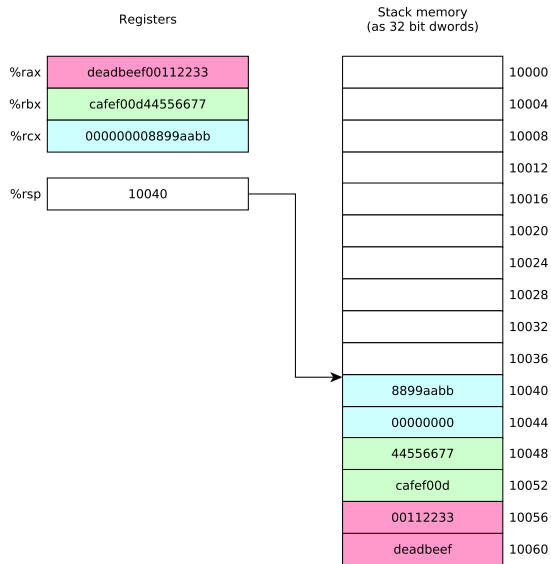 Registers
%rax deadbeef00112233
%rbx cafef00d44556677
%rcx 000000008899aabb
%rsp 10040
Stack memory
(as 32 bit dwords)
10000
10004
10008
10012
10016
10020
10024
10028
10032
10036
8899aabb 10040
00000000 10044
44556677 10048
cafef00d 10052
00112233 10056
deadbeef 10060